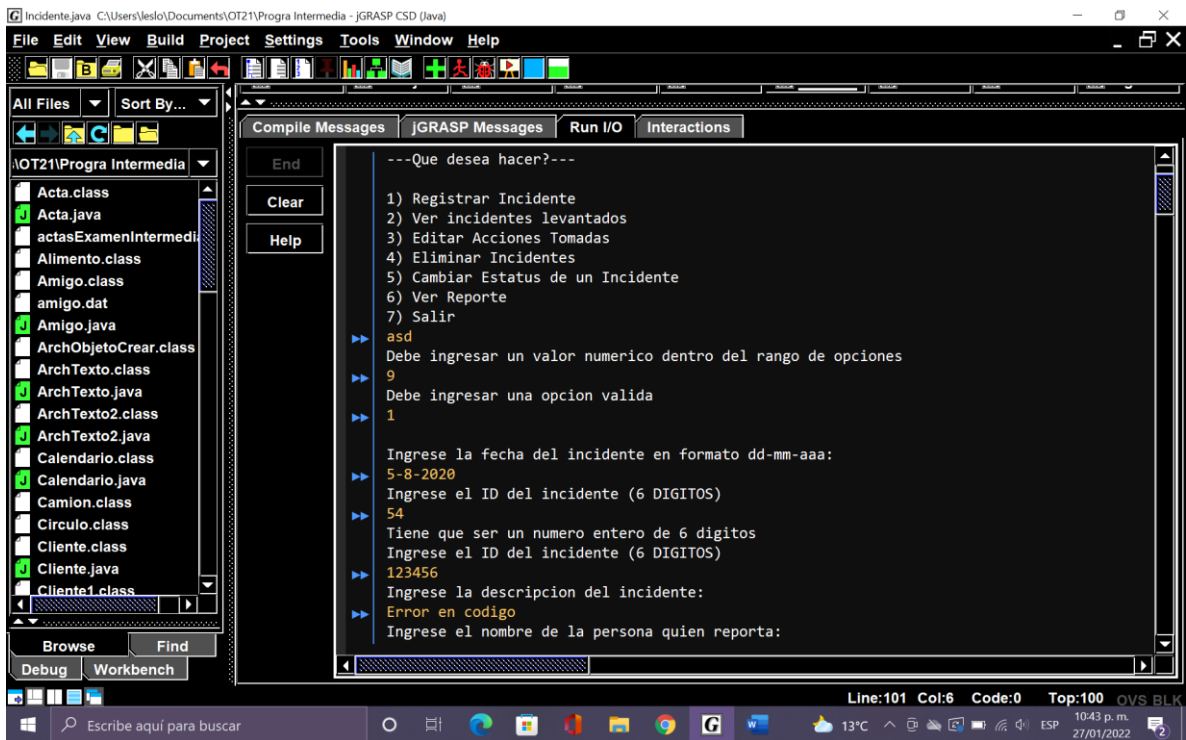 Incidente.java C:\Users\leslo\Documents\OT21\Progra Intermedia - jGRASP CSD (Java)
File Edit View Build Project Settings Tools Window Help
All Files Sort By...
\OT21\Progra Intermedia
Acta.class
Acta.java
actasExamenIntermedi
Alimento.class
Amigo.class
amigo.dat
Amigo.java
ArchObjetoCrear.class
ArchTexto.class
ArchTexto.java
ArchTexto2.class
ArchTexto2.java
Calendario.class
Calendario.java
Camion.class
Circulo.class
Cliente.class
Cliente.java
Cliente1.class
Browse Find
Debug Workbench
Compile Messages jGRASP Messages Run I/O Interactions
End
Clear
Help
---Que desea hacer?---
1) Registrar Incidente
2) Ver incidentes levantados
3) Editar Acciones Tomadas
4) Eliminar Incidentes
5) Cambiar Estatus de un Incidente
6) Ver Reporte
7) Salir
asd
Debe ingresar un valor numerico dentro del rango de opciones
9
Debe ingresar una opcion valida
1
Ingrese la fecha del incidente en formato dd-mm-aaa:
5-8-2020
Ingrese el ID del incidente (6 DIGITOS)
54
Tiene que ser un numero entero de 6 digitos
Ingrese el ID del incidente (6 DIGITOS)
123456
Ingrese la descripcion del incidente:
Error en codigo
Ingrese el nombre de la persona quien reporta:
Line:101 Col:6 Code:0 Top:100 OVS BLK
Escribe aquí para buscar
13°C ESP 10:43 p. m.
27/01/2022
2